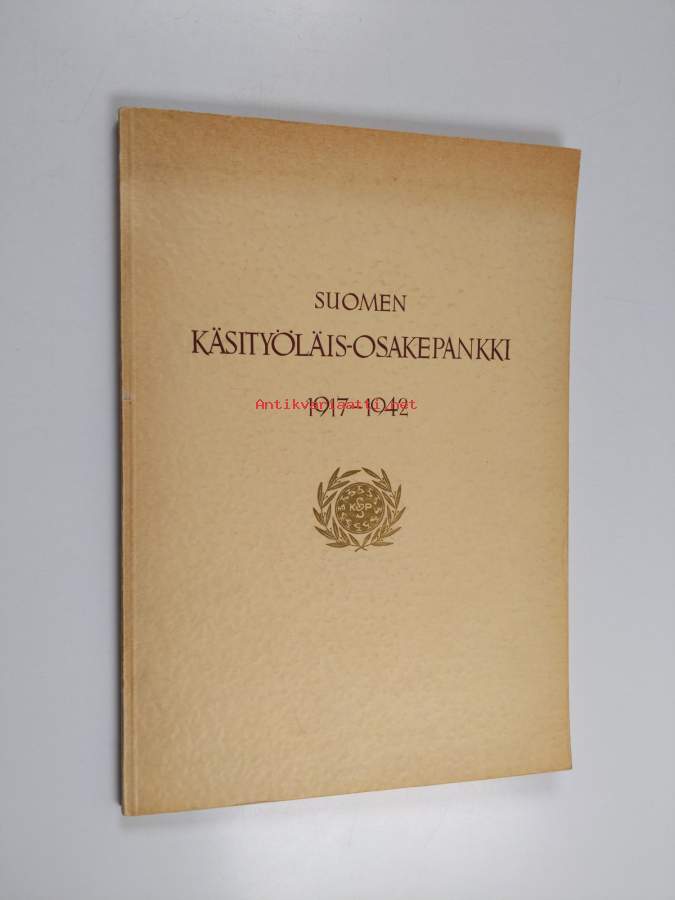 SUOMEN
KÄSITYÖLÄIS-OSAKEPANKKI
1917-1942
Antikvariaatti.net